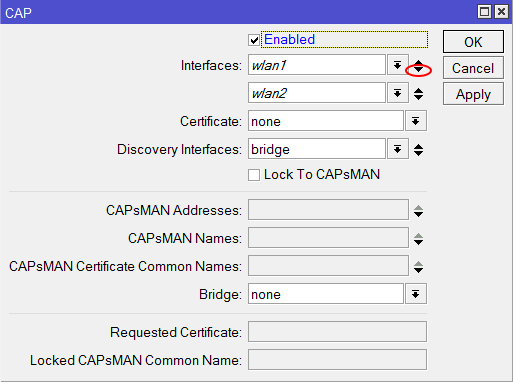 CAP
Enabled
OK
Interfaces: wlan1
Cancel
wlan2
Apply
Certificate: none
Discovery Interfaces: bridge
Lock To CAPsMAN
CAPsMAN Addresses:
CAPsMAN Names:
CAPsMAN Certificate Common Names:
Bridge: none
Requested Certificate:
Locked CAPsMAN Common Name: